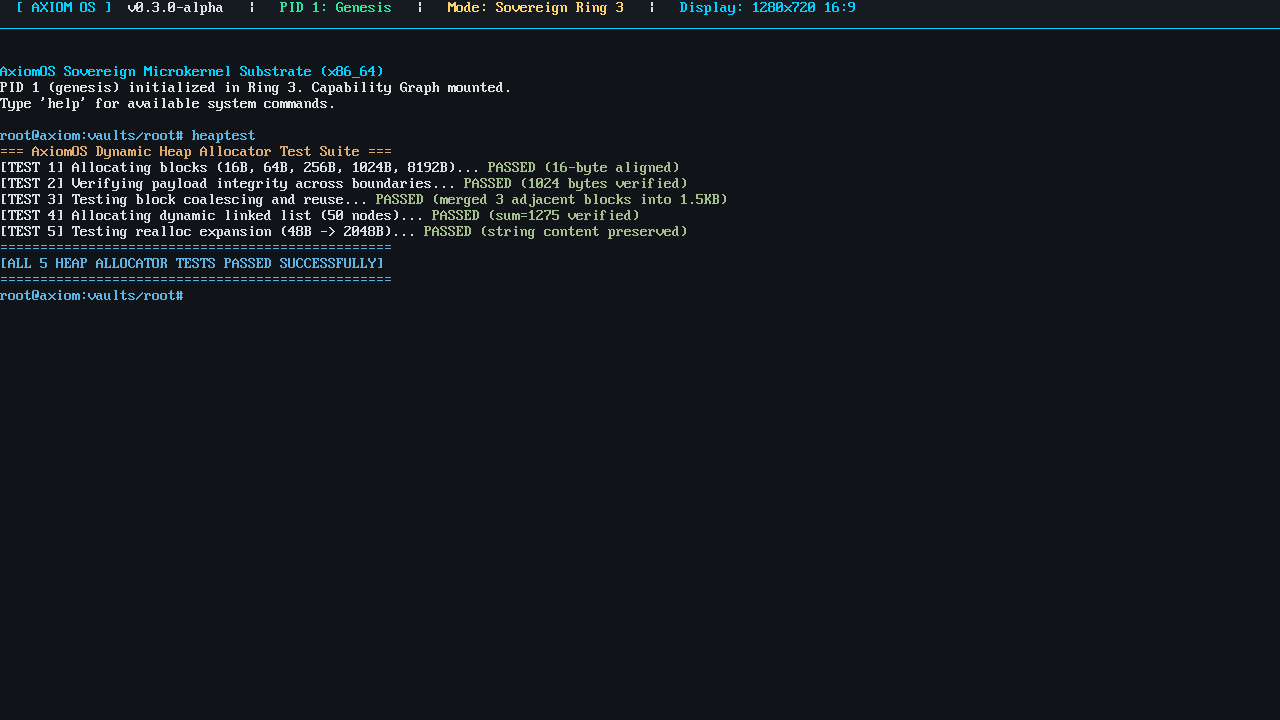 [ AXIOM OS ] v0.3.0-alpha | PID 1: Genesis | Mode: Sovereign Ring 3 | Display: 1280x720 16:9
AxiomOS Sovereign Microkernel Substrate (x86_64)
PID 1 (genesis) initialized in Ring 3. Capability Graph mounted.
Type 'help' for available system commands.
root@axiom:vaults/root# heaptest
=== AxiomOS Dynamic Heap Allocator Test Suite ===
[TEST 1] Allocating blocks (16B, 64B, 256B, 1024B, 8192B)... PASSED (16-byte aligned)
[TEST 2] Verifying payload integrity across boundaries... PASSED (1024 bytes verified)
[TEST 3] Testing block coalescing and reuse... PASSED (merged 3 adjacent blocks into 1.5KB)
[TEST 4] Allocating dynamic linked list (50 nodes)... PASSED (sum=1275 verified)
[TEST 5] Testing realloc expansion (48B -> 2048B)... PASSED (string content preserved)
=================================================
[ALL 5 HEAP ALLOCATOR TESTS PASSED SUCCESSFULLY]
=================================================
root@axiom:vaults/root#